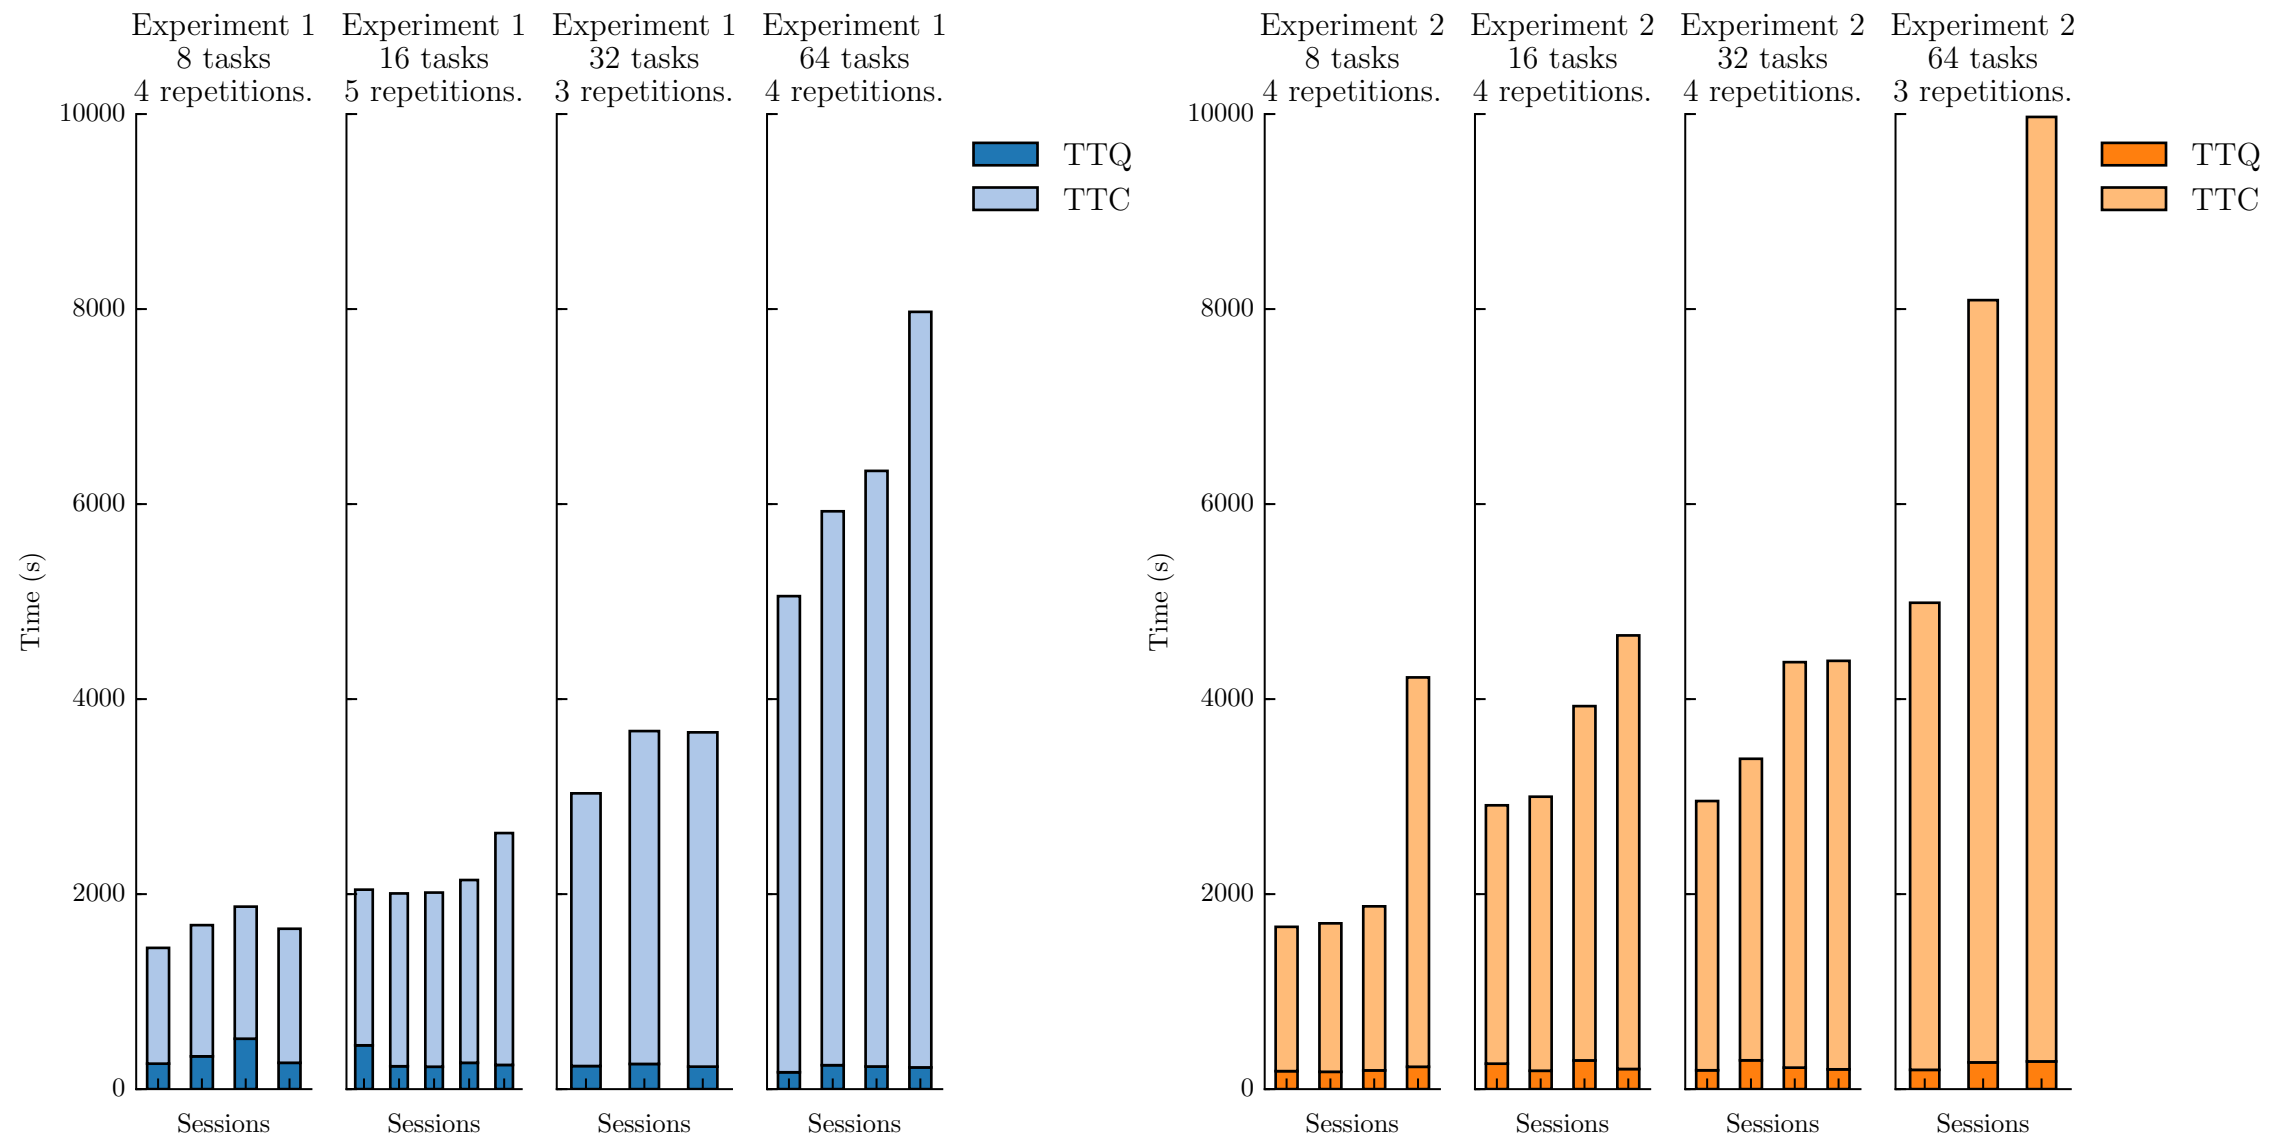 Experiment 1
8 tasks
4 repetitions.
Experiment 1
16 tasks
5 repetitions.
Experiment 1
32 tasks
3 repetitions.
Experiment 1
64 tasks
4 repetitions.
10000
8000
6000
4000
2000
0
Time (s)
Sessions
Sessions
Sessions
Sessions
TTQ
TTC
Experiment 2
8 tasks
4 repetitions.
Experiment 2
16 tasks
4 repetitions.
Experiment 2
32 tasks
4 repetitions.
Experiment 2
64 tasks
3 repetitions.
10000
8000
6000
4000
2000
0
Time (s)
Sessions
Sessions
Sessions
Sessions
TTQ
TTC